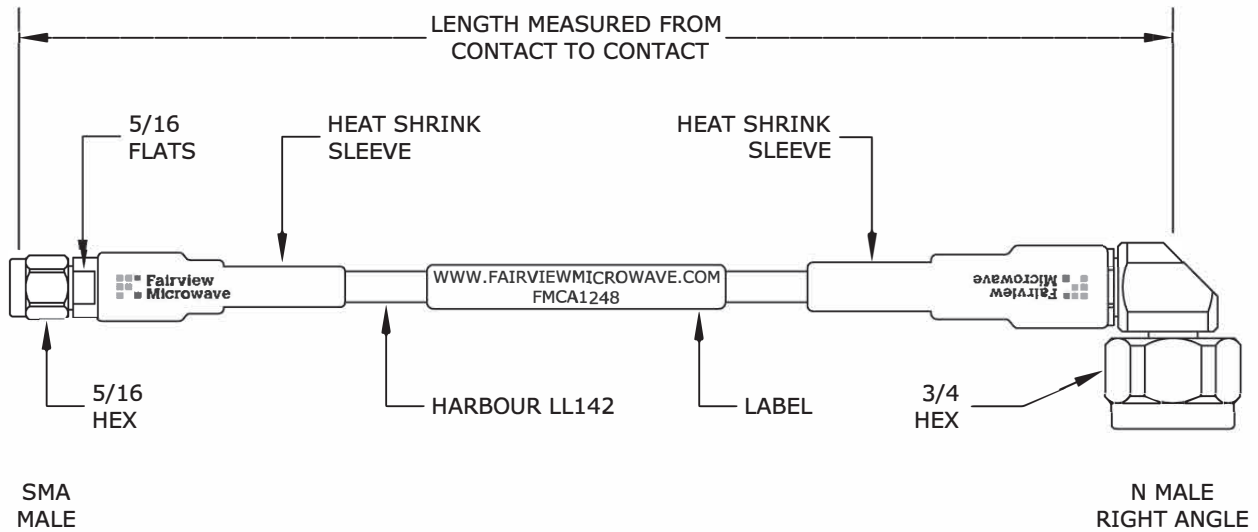 LENGTH MEASURED FROM
CONTACT TO CONTACT
5/16
FLATS
HEAT SHRINK
SLEEVE
HEAT SHRINK
SLEEVE
Fairview
Microwave
WWW.FAIRVIEWMICROWAVE.COM
FMCA1248
Fairview
Microwave
5/16
HEX
HARBOUR LL142
LABEL
3/4
HEX
SMA
MALE
N MALE
RIGHT ANGLE